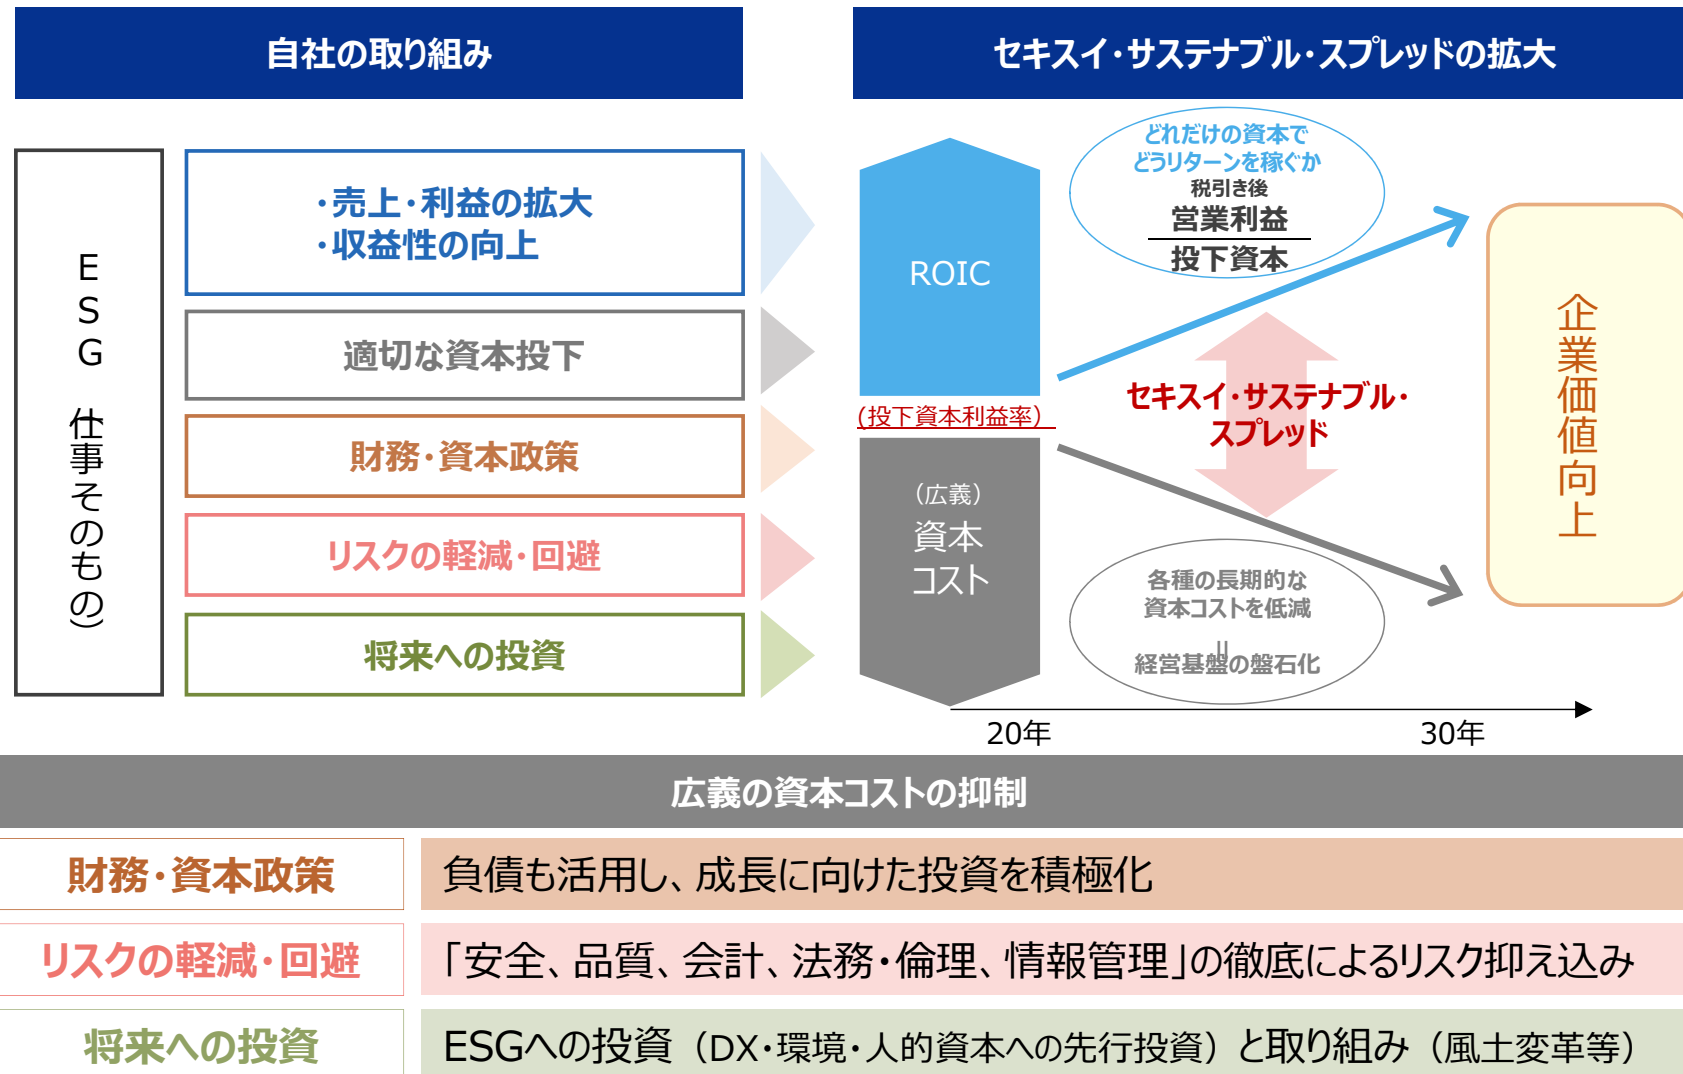 自社の取り組み
セキスイ・サステナブル・スプレッドの拡大
ESG 仕事そのもの）
・売上・利益の拡大
・収益性の向上
適切な資本投下
財務・資本政策
リスクの軽減・回避
将来への投資
ROIC
（投下資本利益率）
（広義）
資本
コスト
どれだけの資本で
どうリターンを稼ぐか
税引き後
営業利益
投下資本
セキスイ・サステナブル・
スプレッド
各種の長期的な
資本コストを低減
＝
経営基盤の盤石化
企業価値向上
20年
30年
広義の資本コストの抑制
財務・資本政策
負債も活用し、成長に向けた投資を積極化
リスクの軽減・回避
「安全、品質、会計、法務・倫理、情報管理」の徹底によるリスク抑え込み
将来への投資
ESGへの投資（DX・環境・人的資本への先行投資）と取り組み（風土変革等）